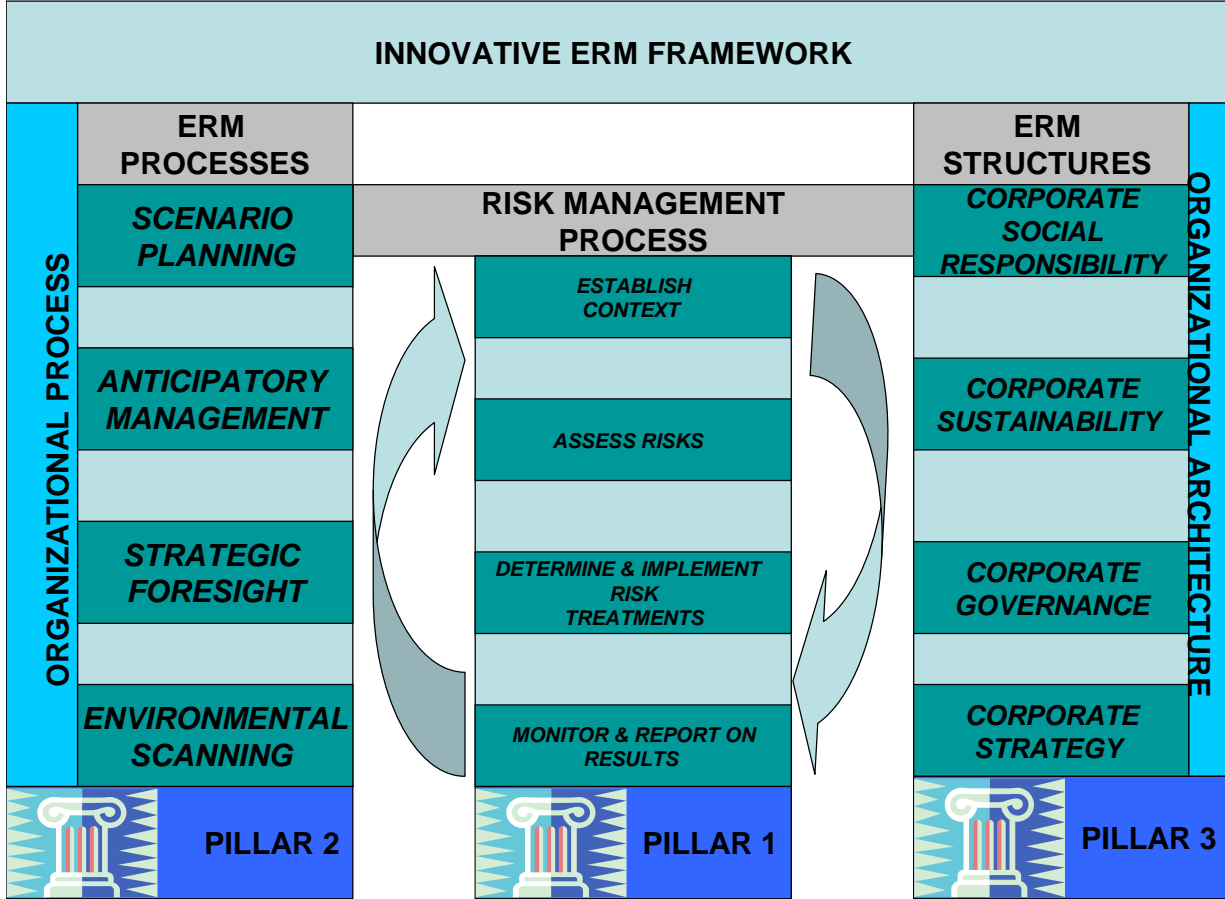 INNOVATIVE ERM FRAMEWORK
ORGANIZATIONAL PROCESS
ERM
PROCESSES
SCENARIO
PLANNING
ANTICIPATORY
MANAGEMENT
STRATEGIC
FORESIGHT
ENVIRONMENTAL
SCANNING
PILLAR 2
RISK MANAGEMENT
PROCESS
ESTABLISH
CONTEXT
ASSESS RISKS
DETERMINE & IMPLEMENT
RISK
TREATMENTS
MONITOR & REPORT ON
RESULTS
PILLAR 1
ERM
STRUCTURES
CORPORATE
SOCIAL
RESPONSIBILITY
CORPORATE
SUSTAINABILITY
CORPORATE
GOVERNANCE
CORPORATE
STRATEGY
PILLAR 3
ORGANIZATIONAL ARCHITECTURE